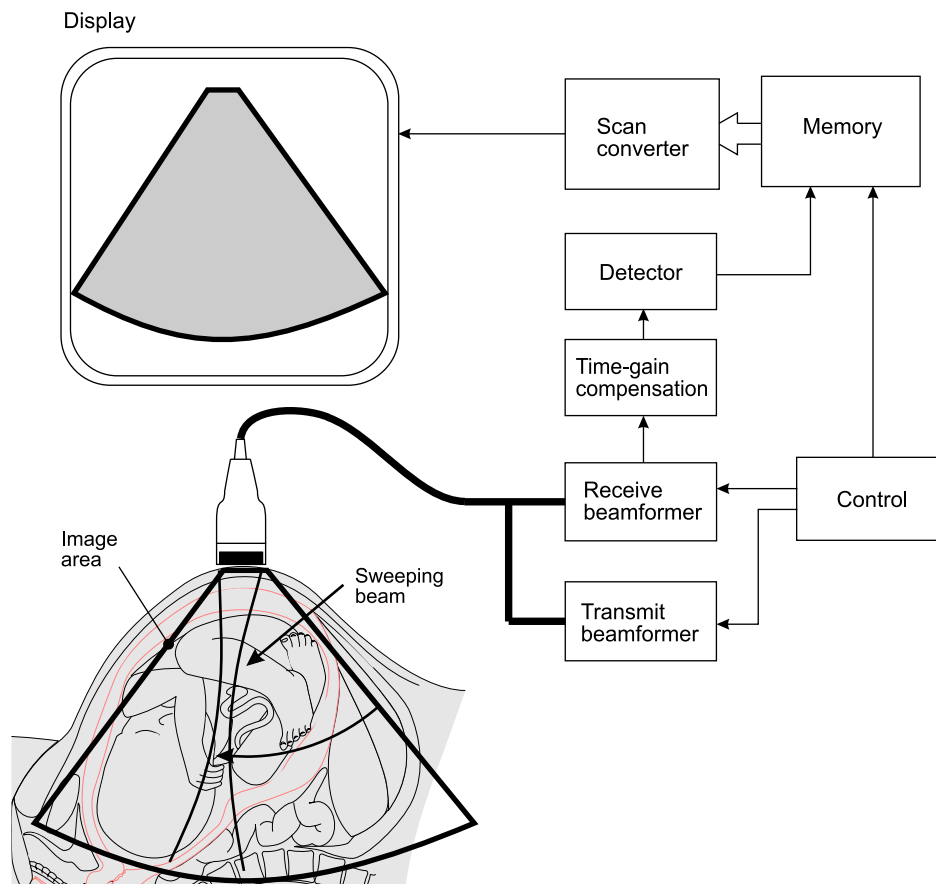 Display
Scan
converter
Memory
Detector
Time-gain
compensation
Receive
beamformer
Control
Image
area
Sweeping
beam
Transmit
beamformer